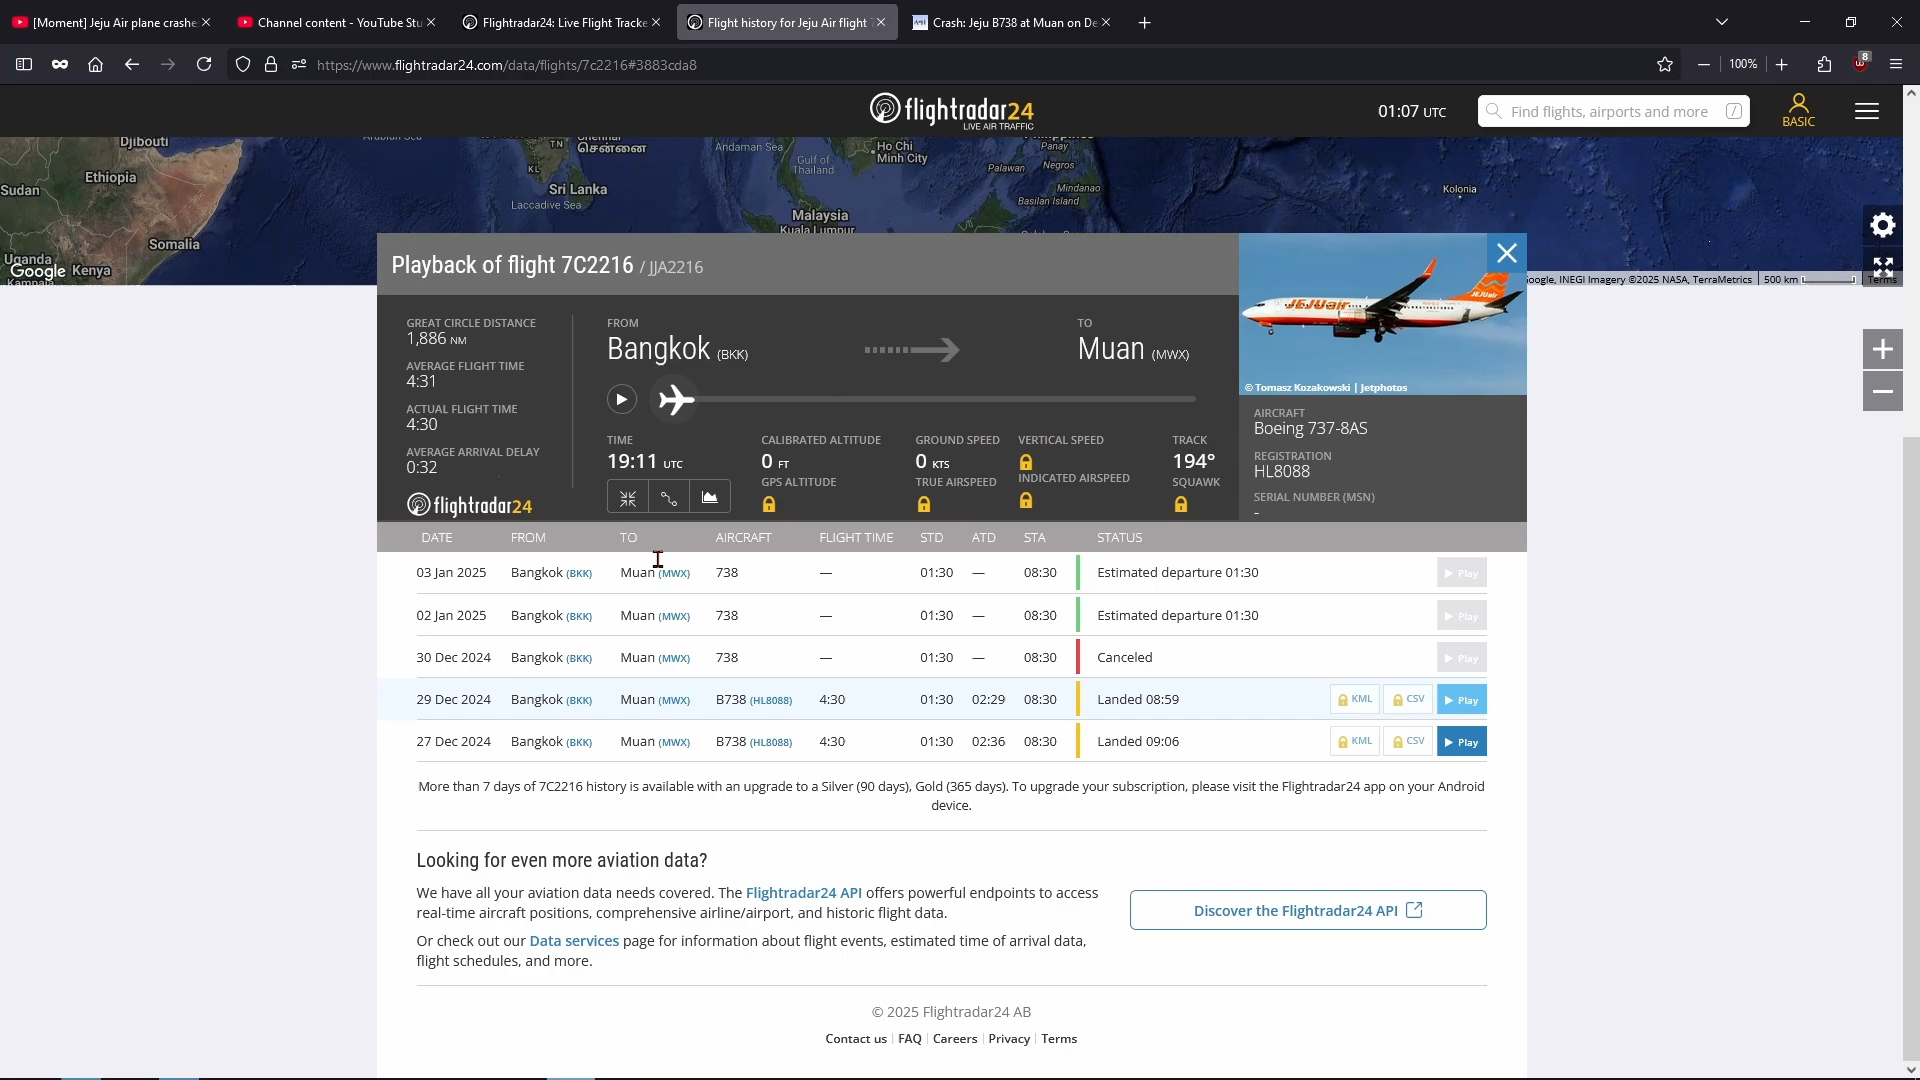 [Moment] Jeju Air plane crashe
Channel content - YouTube Stu
Flightradar24: Live Flight Tracke
Flight history for Jeju Air flight 7
Crash: Jeju B738 at Muan on De
https://www.flightradar24.com/data/flights/7c2216#3883cda8
100%
8
flightradar24
LIVE AIR TRAFFIC
01:07 UTC
Find flights, airports and more /
BASIC
Djibouti
Ethiopia
Sudan
Somalia
Uganda
Kenya
Kampala
Google
Arabian Sea
Chennai
TN
சென்னை
KL
Sri Lanka
Laccadive Sea
Andaman Sea
Gulf of
Thailand
Ho Chi
Minh City
Malaysia
Kuala Lumpur
Philippines
Panay
Palawan
Negros
Mindanao
Basilan Island
Kolonia
oogle, INEGI Imagery ©2025 NASA, TerraMetrics
500 km
Terms
Playback of flight 7C2216 / JJA2216
GREAT CIRCLE DISTANCE
1,886 NM
AVERAGE FLIGHT TIME
4:31
ACTUAL FLIGHT TIME
4:30
AVERAGE ARRIVAL DELAY
0:32
flightradar24
FROM
Bangkok (BKK)
TO
Muan (MWX)
TIME
19:11 UTC
CALIBRATED ALTITUDE
0 FT
GPS ALTITUDE
GROUND SPEED
0 KTS
TRUE AIRSPEED
VERTICAL SPEED
INDICATED AIRSPEED
TRACK
194°
SQUAWK
JEJUair
JEJUair
© Tomasz Kozakowski | Jetphotos
AIRCRAFT
Boeing 737-8AS
REGISTRATION
HL8088
SERIAL NUMBER (MSN)
-
DATE FROM TO AIRCRAFT FLIGHT TIME STD ATD STA STATUS
03 Jan 2025 Bangkok (BKK) Muan (MWX) 738 — 01:30 — 08:30 Estimated departure 01:30 Play
02 Jan 2025 Bangkok (BKK) Muan (MWX) 738 — 01:30 — 08:30 Estimated departure 01:30 Play
30 Dec 2024 Bangkok (BKK) Muan (MWX) 738 — 01:30 — 08:30 Canceled Play
29 Dec 2024 Bangkok (BKK) Muan (MWX) B738 (HL8088) 4:30 01:30 02:29 08:30 Landed 08:59 KML CSV Play
27 Dec 2024 Bangkok (BKK) Muan (MWX) B738 (HL8088) 4:30 01:30 02:36 08:30 Landed 09:06 KML CSV Play
More than 7 days of 7C2216 history is available with an upgrade to a Silver (90 days), Gold (365 days). To upgrade your subscription, please visit the Flightradar24 app on your Android
device.
Looking for even more aviation data?
We have all your aviation data needs covered. The Flightradar24 API offers powerful endpoints to access
real-time aircraft positions, comprehensive airline/airport, and historic flight data.
Or check out our Data services page for information about flight events, estimated time of arrival data,
flight schedules, and more.
Discover the Flightradar24 API
© 2025 Flightradar24 AB
Contact us | FAQ | Careers | Privacy | Terms